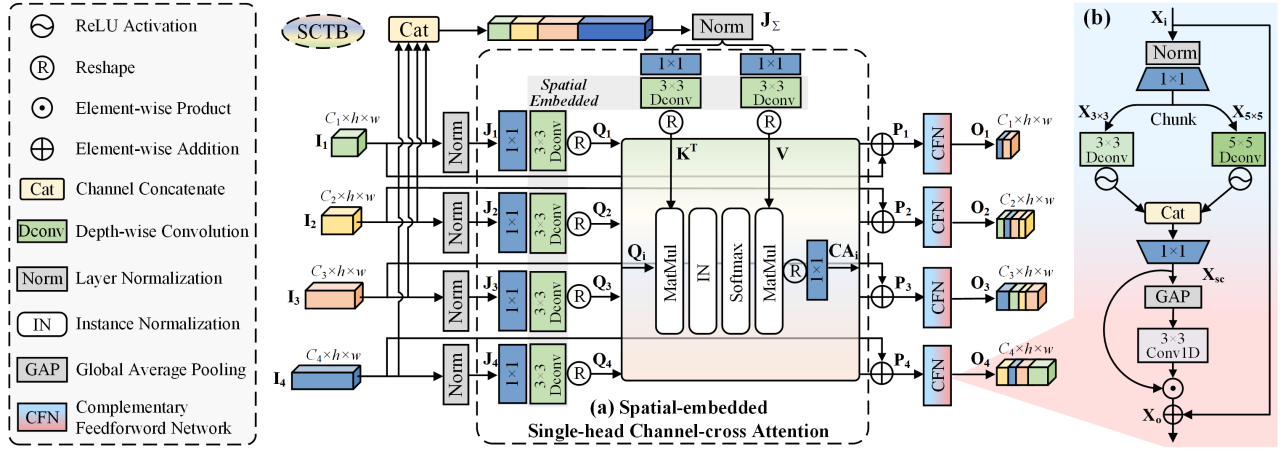 ReLU Activation
R
Reshape
Element-wise Product
Element-wise Addition
Cat
Channel Concatenate
Dconv
Depth-wise Convolution
Norm
Layer Normalization
IN
Instance Normalization
GAP
Global Average Pooling
CFN
Complementary
Feedforword Network
SCTB
Cat
Norm
J_Σ
1×1
1×1
Spatial
Embedded
3×3
Dconv
3×3
Dconv
R
R
K^T
V
C₁×h×w
I₁
Norm
J₁
1×1
3×3
Dconv
R
Q₁
P₁
CFN
O₁
C₁×h×w
C₂×h×w
I₂
Norm
J₂
1×1
3×3
Dconv
R
Q₂
P₂
CFN
O₂
C₂×h×w
Q_i
MatMul
IN
Softmax
MatMul
R
1×1
CA_i
C₃×h×w
I₃
Norm
J₃
1×1
3×3
Dconv
R
Q₃
P₃
CFN
O₃
C₃×h×w
C₄×h×w
I₄
Norm
J₄
1×1
3×3
Dconv
R
Q₄
P₄
CFN
O₄
C₄×h×w
(a) Spatial-embedded
Single-head Channel-cross Attention
(b)
X_i
Norm
1×1
X_3×3
X_5×5
Chunk
3×3
Dconv
5×5
Dconv
Cat
1×1
X_sc
GAP
3×3
Conv1D
X_o